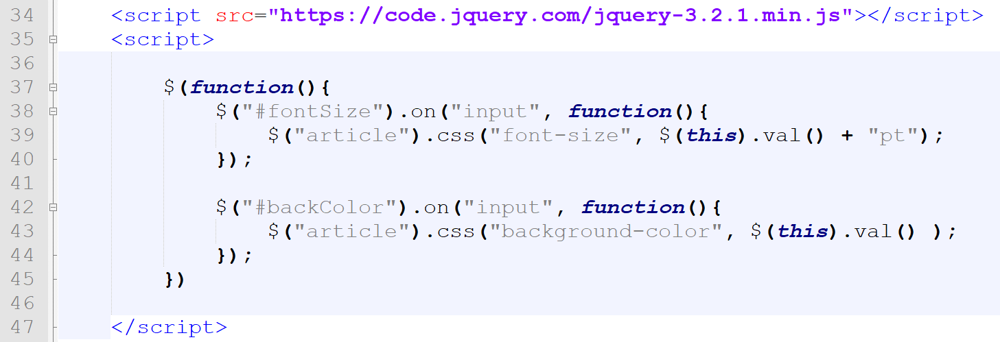 34 <script src="https://code.jquery.com/jquery-3.2.1.min.js"></script>
35 <script>
36
37 $(function(){
38 $("#fontSize").on("input", function(){
39 $("article").css("font-size", $(this).val() + "pt");
40 });
41
42 $("#backColor").on("input", function(){
43 $("article").css("background-color", $(this).val() );
44 });
45 })
46
47 </script>